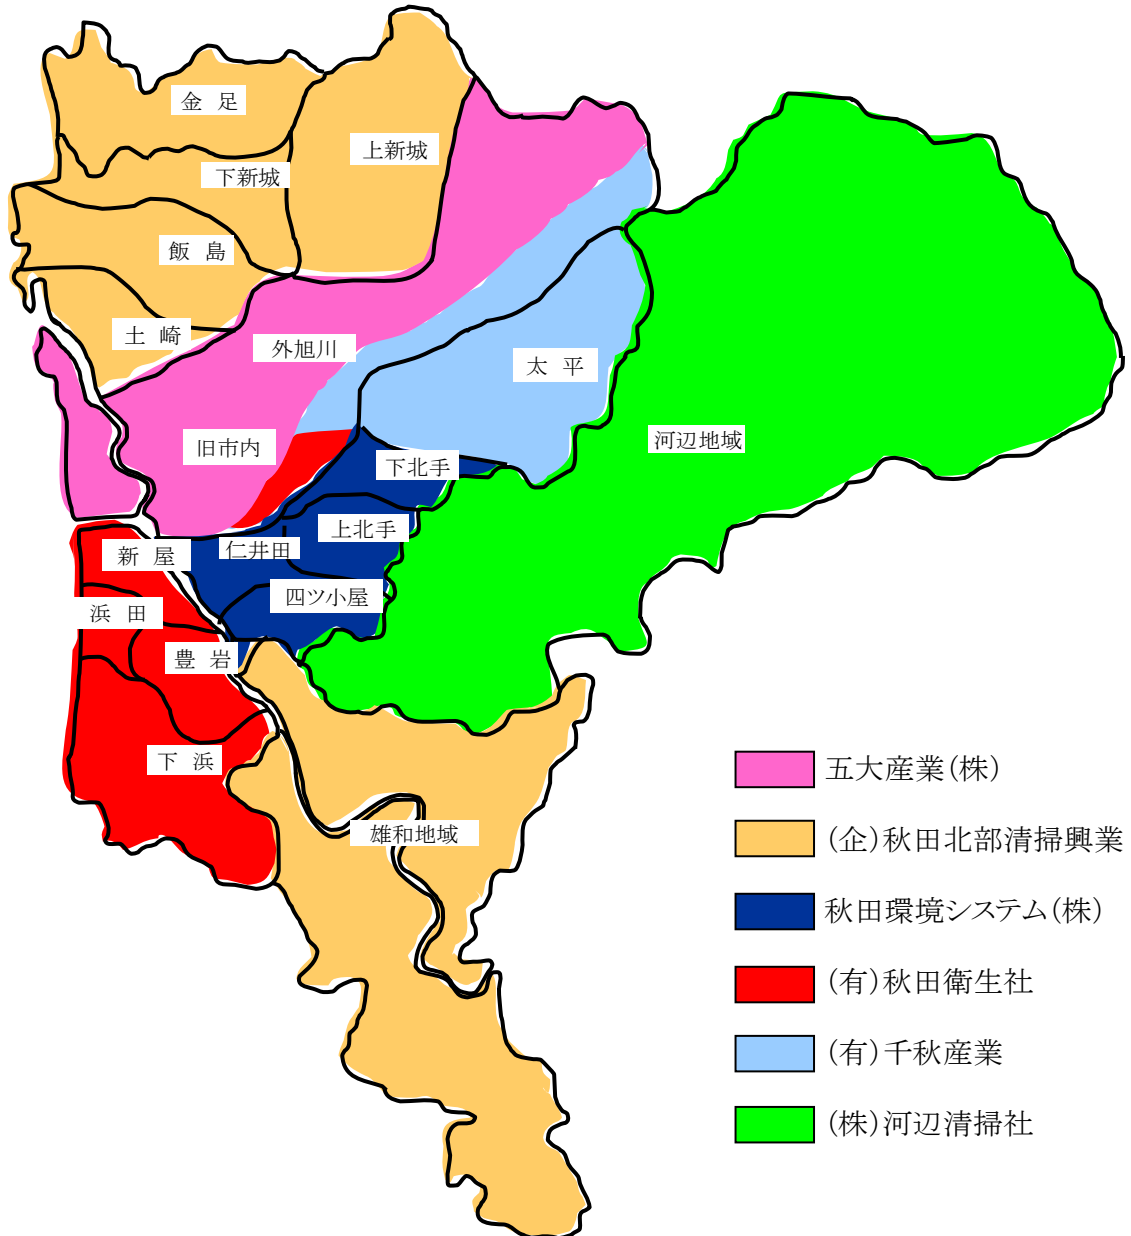 金 足
上新城
下新城
飯 島
土 崎
外旭川
太 平
旧市内
河辺地域
下北手
上北手
仁井田
新 屋
四ツ小屋
浜 田
豊 岩
下 浜
雄和地域
五大産業(株)
(企)秋田北部清掃興業
秋田環境システム(株)
(有)秋田衛生社
(有)千秋産業
(株)河辺清掃社